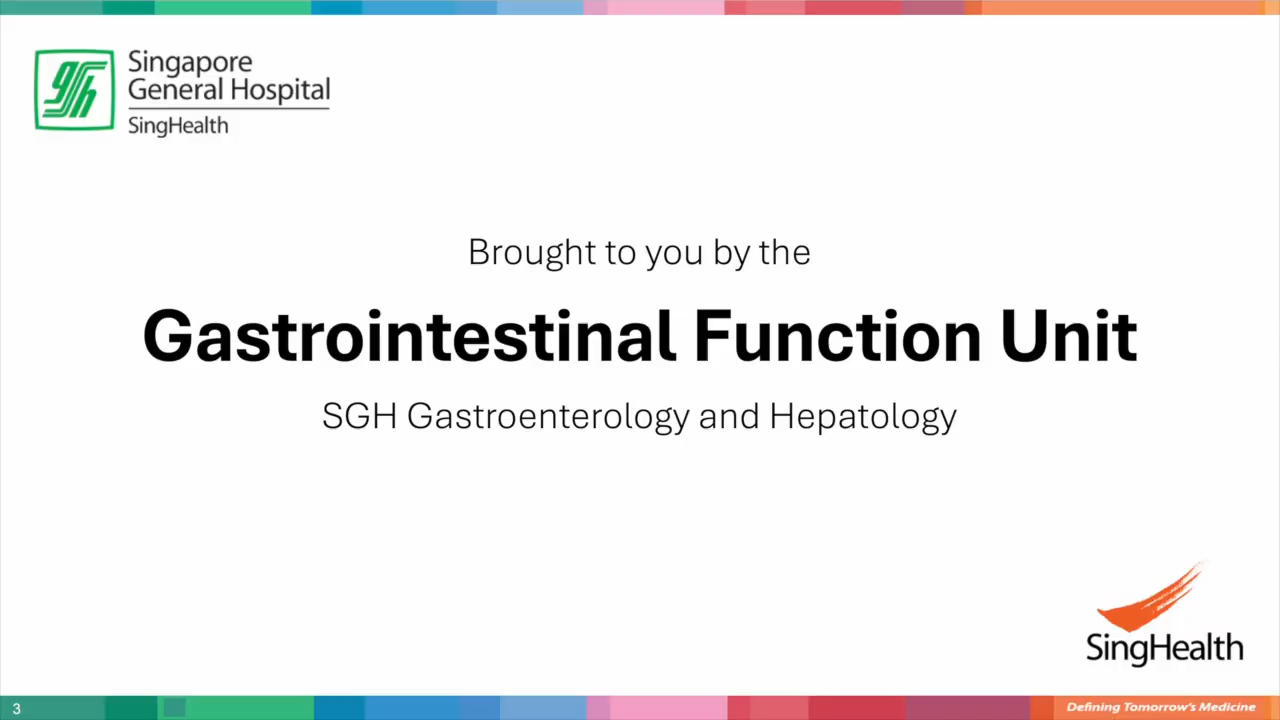 Singapore
General Hospital
SingHealth
Brought to you by the
Gastrointestinal Function Unit
SGH Gastroenterology and Hepatology
SingHealth
3
Defining Tomorrow's Medicine